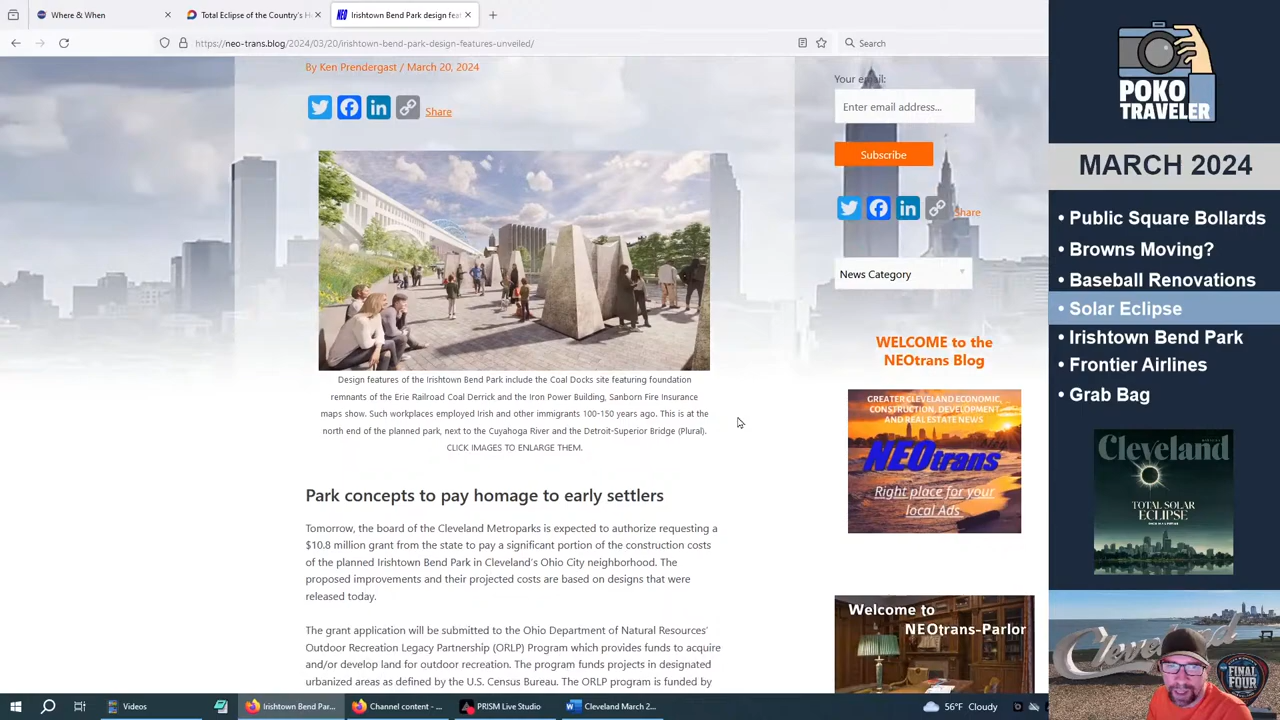 Where & When
Total Eclipse of the Country's H
NEO Irishtown Bend Park design fea
https://neo-trans.blog/2024/03/20/irishtown-bend-park-design-features-unveiled/
Search
By Ken Prendergast / March 20, 2024
Share
Design features of the Irishtown Bend Park include the Coal Docks site featuring foundation
remnants of the Erie Railroad Coal Derrick and the Iron Power Building, Sanborn Fire Insurance
maps show. Such workplaces employed Irish and other immigrants 100-150 years ago. This is at the
north end of the planned park, next to the Cuyahoga River and the Detroit-Superior Bridge (Plural).
CLICK IMAGES TO ENLARGE THEM.
Park concepts to pay homage to early settlers
Tomorrow, the board of the Cleveland Metroparks is expected to authorize requesting a
$10.8 million grant from the state to pay a significant portion of the construction costs
of the planned Irishtown Bend Park in Cleveland's Ohio City neighborhood. The
proposed improvements and their projected costs are based on designs that were
released today.
The grant application will be submitted to the Ohio Department of Natural Resources'
Outdoor Recreation Legacy Partnership (ORLP) Program which provides funds to acquire
and/or develop land for outdoor recreation. The program funds projects in designated
urbanized areas as defined by the U.S. Census Bureau. The ORLP program is funded by
Your email:
Enter email address...
Subscribe
Share
News Category
WELCOME to the
NEOtrans Blog
GREATER CLEVELAND ECONOMIC,
CONSTRUCTION, DEVELOPMENT
AND REAL ESTATE NEWS
NEOtrans
Right place for your
local Ads
Welcome to
NEOtrans-Parlor
POKO
TRAVELER
MARCH 2024
• Public Square Bollards
• Browns Moving?
• Baseball Renovations
• Solar Eclipse
• Irishtown Bend Park
• Frontier Airlines
• Grab Bag
Cleveland
TOTAL SOLAR
ECLIPSE
Cleveland
FINAL
FOUR
Videos
Irishtown Bend Par...
Channel content - ...
PRISM Live Studio
Cleveland March 2...
56°F Cloudy